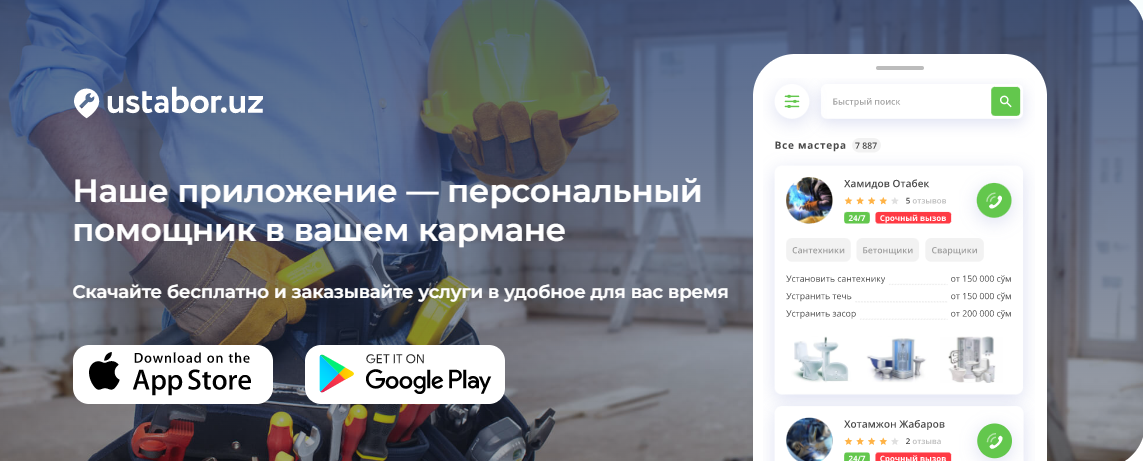 ustabor.uz
Наше приложение — персональный
помощник в вашем кармане
Скачайте бесплатно и заказывайте услуги в удобное для вас время
Download on the
App Store
GET IT ON
Google Play
Быстрый поиск
Все мастера 7 887
Хамидов Отабек
5 отзывов
24/7 Срочный вызов
Сантехники Бетонщики Сварщики
Установить сантехнику от 150 000 сўм
Устранить течь от 150 000 сўм
Устранить засор от 200 000 сўм
Хотамжон Жабаров
2 отзыва
24/7 Срочный вызов